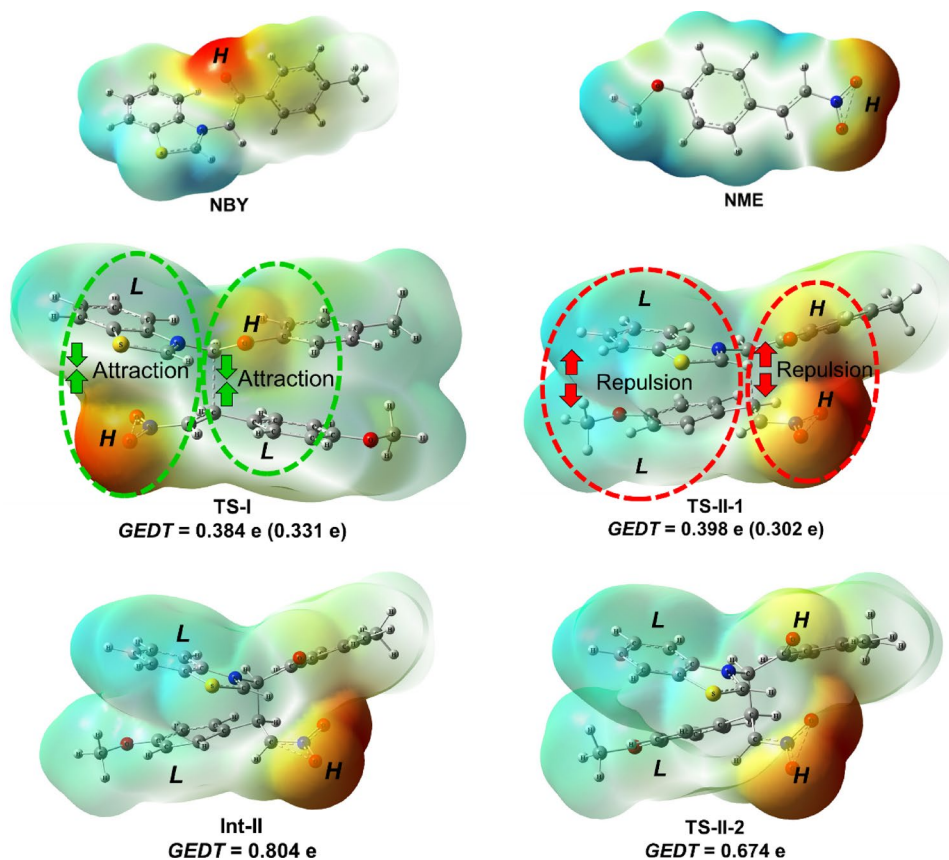 H
H
NBY
NME
L
H
Attraction
Attraction
H
L
TS-I
GEDT = 0.384 e (0.331 e)
L
H
Repulsion
Repulsion
H
L
TS-II-1
GEDT = 0.398 e (0.302 e)
L
L
H
Int-II
GEDT = 0.804 e
L
H
L
H
TS-II-2
GEDT = 0.674 e